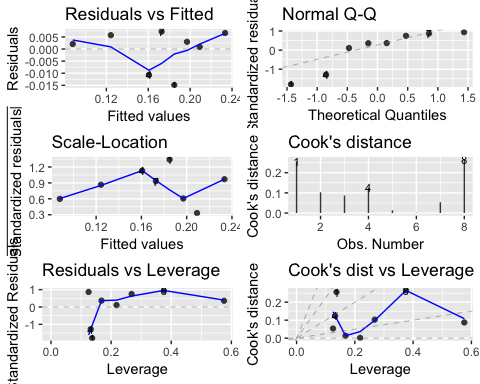 Residuals vs Fitted
Residuals
0.005
0.000
-0.005
-0.010
-0.015
0.12
0.16
0.20
0.24
Fitted values
Normal Q-Q
Standardized residuals
1
0
-1
-1.5
-1.0
-0.5
0.0
0.5
1.0
1.5
Theoretical Quantiles
Scale-Location
Standardized residuals
1.2
0.9
0.6
0.3
0.12
0.16
0.20
0.24
Fitted values
Cook's distance
Cook's distance
0.2
0.1
0.0
1
4
8
2
4
6
8
Obs. Number
Residuals vs Leverage
Standardized Residuals
1
0
-1
0.0
0.2
0.4
0.6
Leverage
Cook's dist vs Leverage
Cook's distance
0.2
0.1
0.0
0.0
0.2
0.4
0.6
Leverage